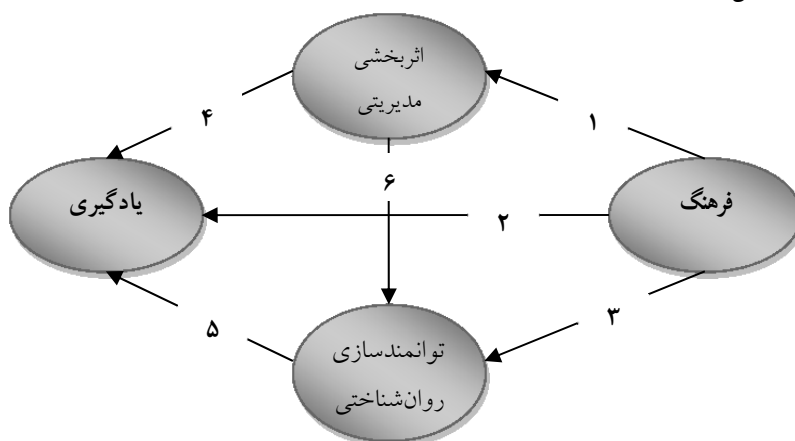 اثربخشی
مدیریتی
۱
۴
۶
فرهنگ
یادگیری
۲
۳
۵
توانمندسازی
روان‌شناختی